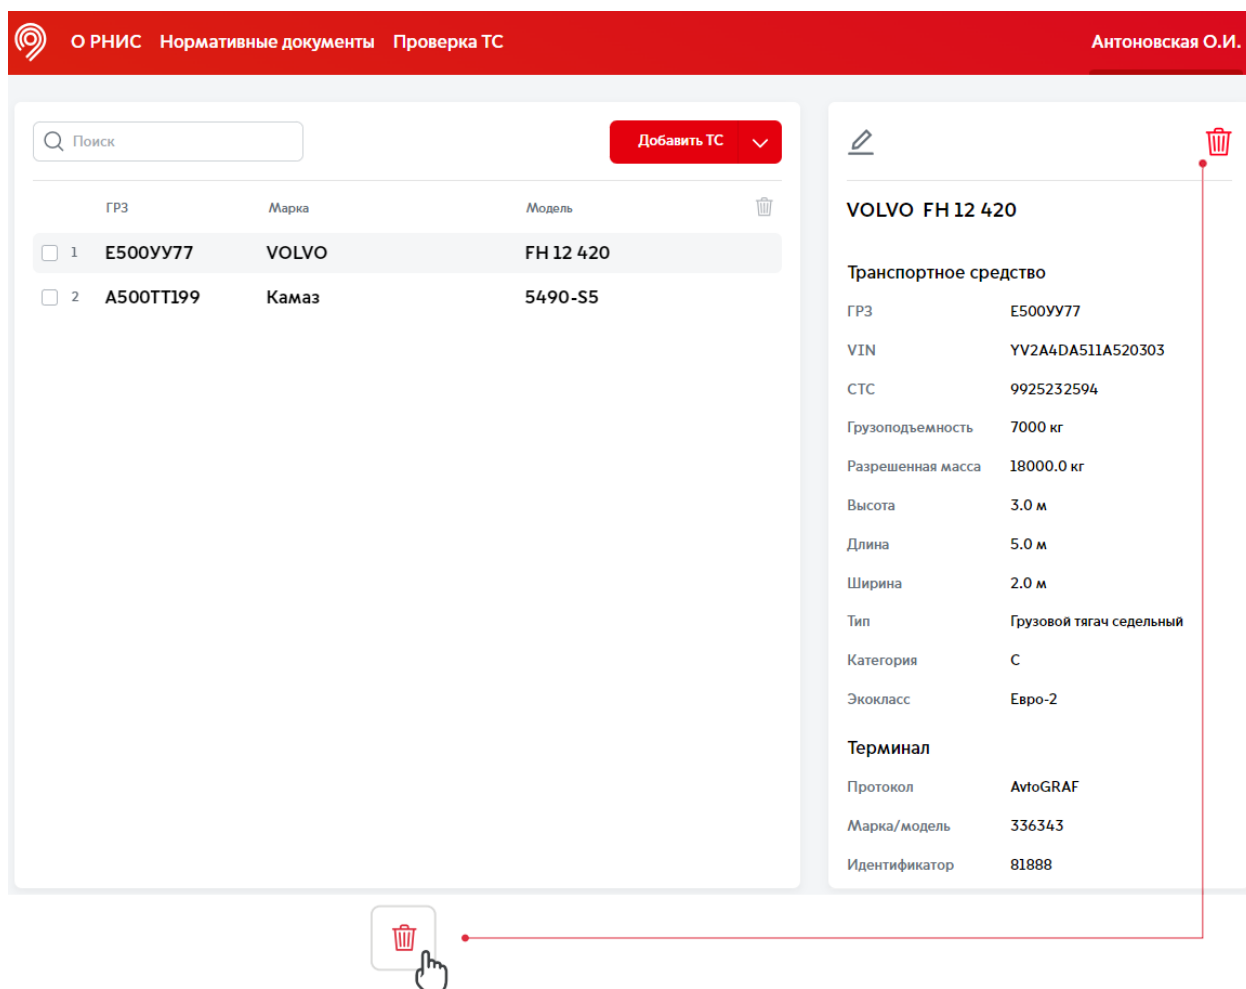 О РНИС Нормативные документы Проверка ТС Антоновская О.И.
Поиск
Добавить ТС
ГРЗ Марка Модель
1 Е500УУ77 VOLVO FH 12 420
2 А500ТТ199 Камаз 5490-S5
VOLVO FH 12 420
Транспортное средство
ГРЗ Е500УУ77
VIN YV2A4DA511A520303
СТС 9925232594
Грузоподъемность 7000 кг
Разрешенная масса 18000.0 кг
Высота 3.0 м
Длина 5.0 м
Ширина 2.0 м
Тип Грузовой тягач седельный
Категория C
Экокласс Евро-2
Терминал
Протокол AvtoGRAF
Марка/модель 336343
Идентификатор 81888